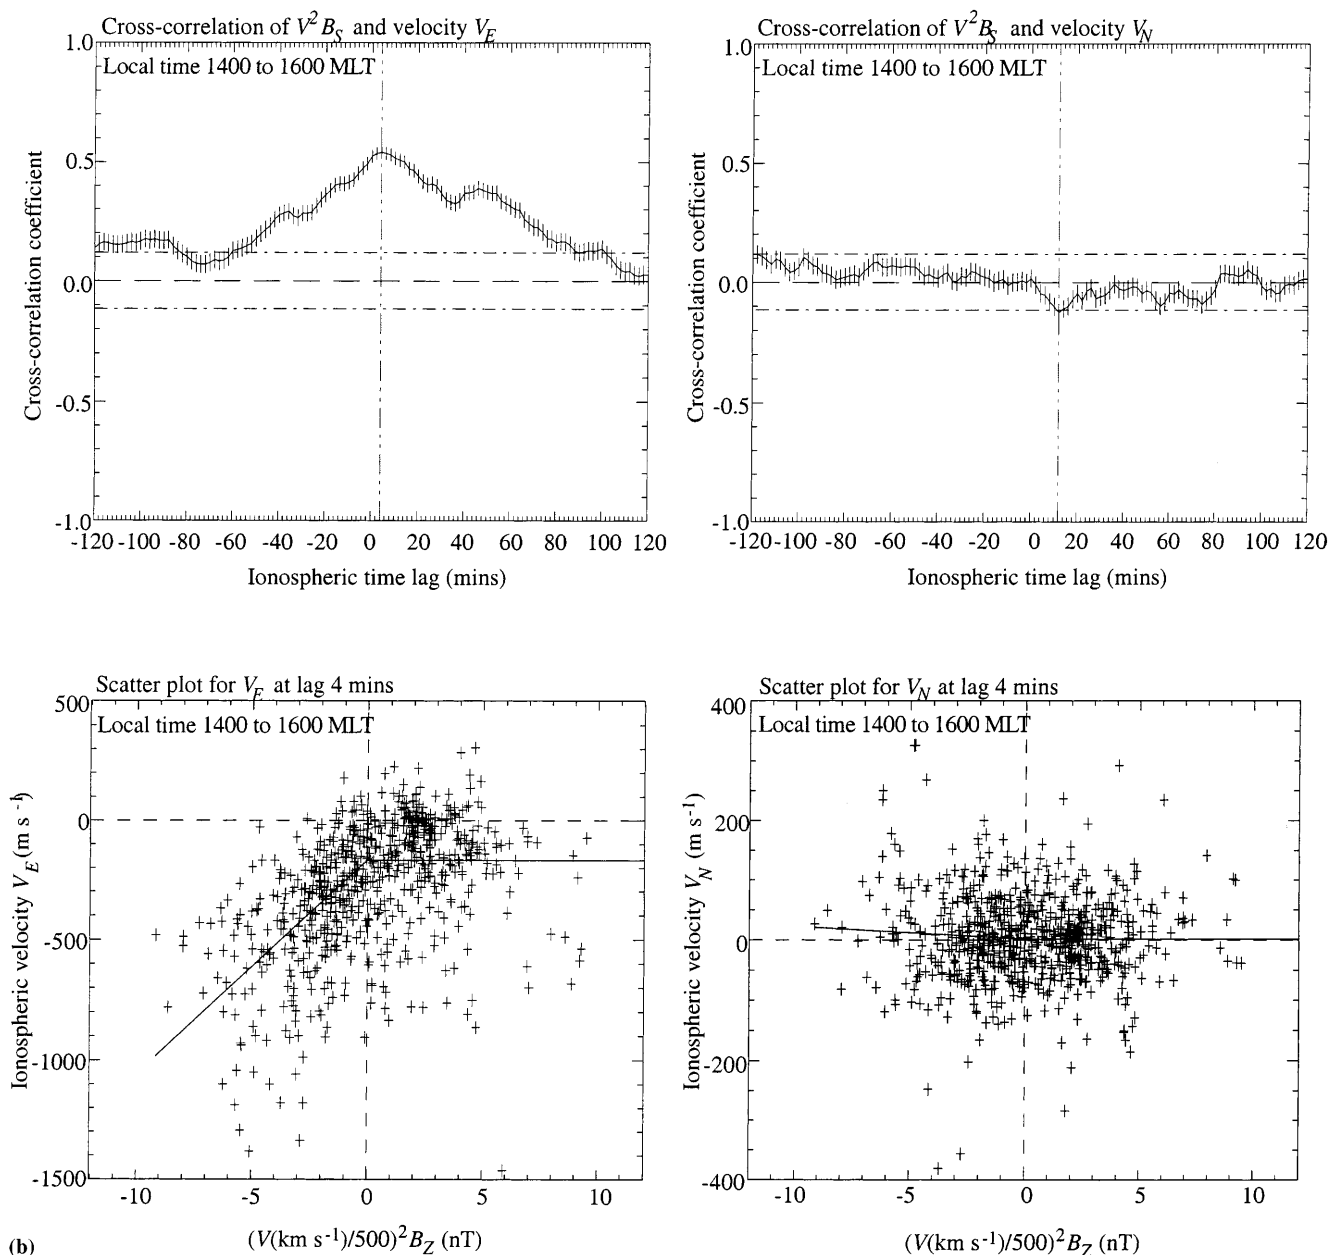 Cross-correlation of V²B_S and velocity V_E
Local time 1400 to 1600 MLT
1.0
0.5
0.0
-0.5
-1.0
Cross-correlation coefficient
-120 -100 -80 -60 -40 -20 0 20 40 60 80 100 120
Ionospheric time lag (mins)
Cross-correlation of V²B_S and velocity V_N
Local time 1400 to 1600 MLT
1.0
0.5
0.0
-0.5
-1.0
Cross-correlation coefficient
-120 -100 -80 -60 -40 -20 0 20 40 60 80 100 120
Ionospheric time lag (mins)
Scatter plot for V_E at lag 4 mins
Local time 1400 to 1600 MLT
500
0
-500
-1000
-1500
Ionospheric velocity V_E (m s⁻¹)
-10 -5 0 5 10
(V(km s⁻¹)/500)²B_Z (nT)
Scatter plot for V_N at lag 4 mins
Local time 1400 to 1600 MLT
400
200
0
-200
-400
Ionospheric velocity V_N (m s⁻¹)
-10 -5 0 5 10
(V(km s⁻¹)/500)²B_Z (nT)
(b)